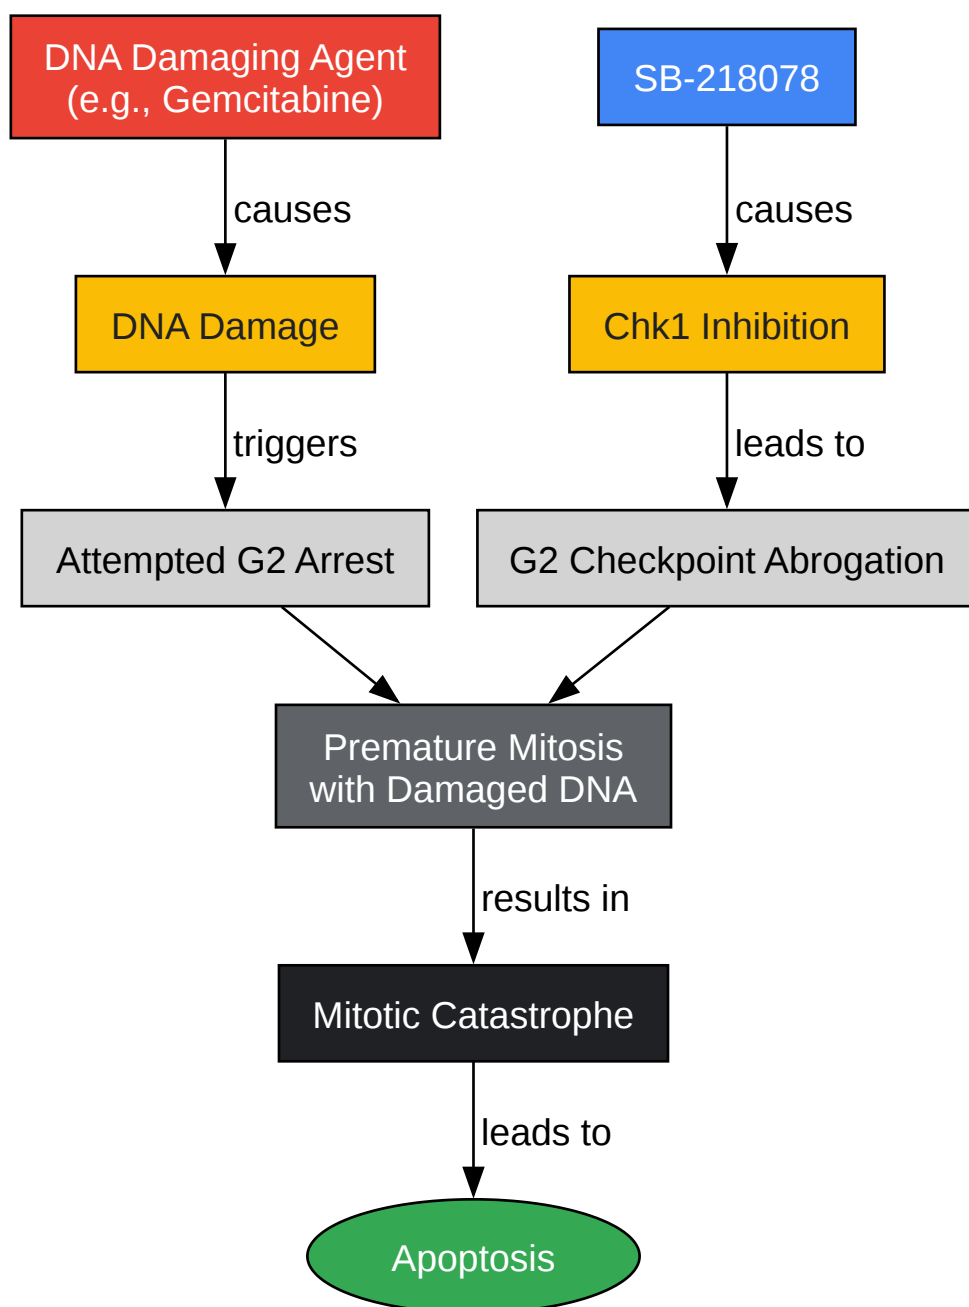 DNA Damaging Agent
(e.g., Gemcitabine)
SB-218078
causes
causes
DNA Damage
Chk1 Inhibition
triggers
leads to
Attempted G2 Arrest
G2 Checkpoint Abrogation
Premature Mitosis
with Damaged DNA
results in
Mitotic Catastrophe
leads to
Apoptosis